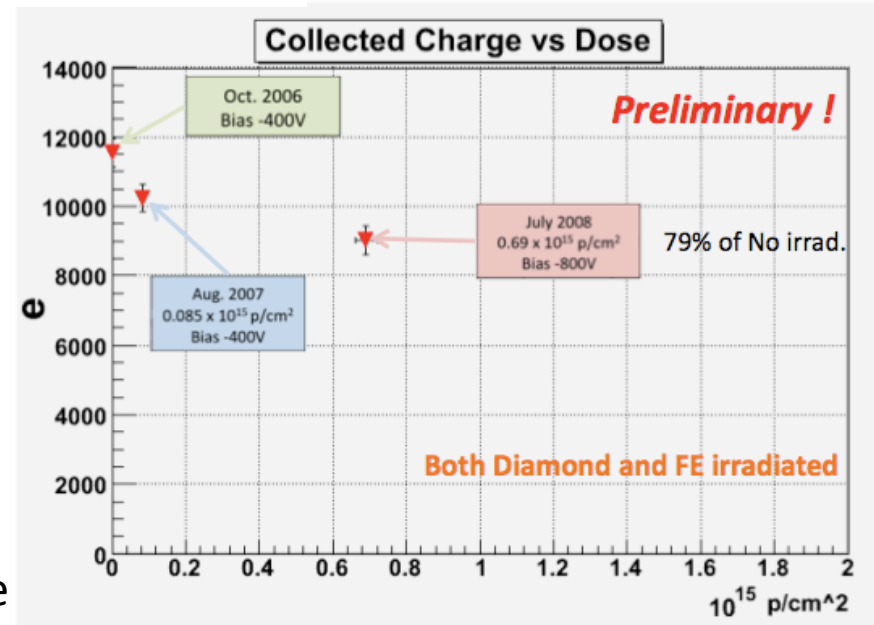 Collected Charge vs Dose
14000
12000
10000
8000
6000
4000
2000
0
e
Oct. 2006
Bias -400V
Preliminary !
July 2008
0.69 x 10¹⁵ p/cm²
Bias -800V
79% of No irrad.
Aug. 2007
0.085 x 10¹⁵ p/cm²
Bias -400V
Both Diamond and FE irradiated
0 0.2 0.4 0.6 0.8 1 1.2 1.4 1.6 1.8 2
10¹⁵ p/cm^2
e